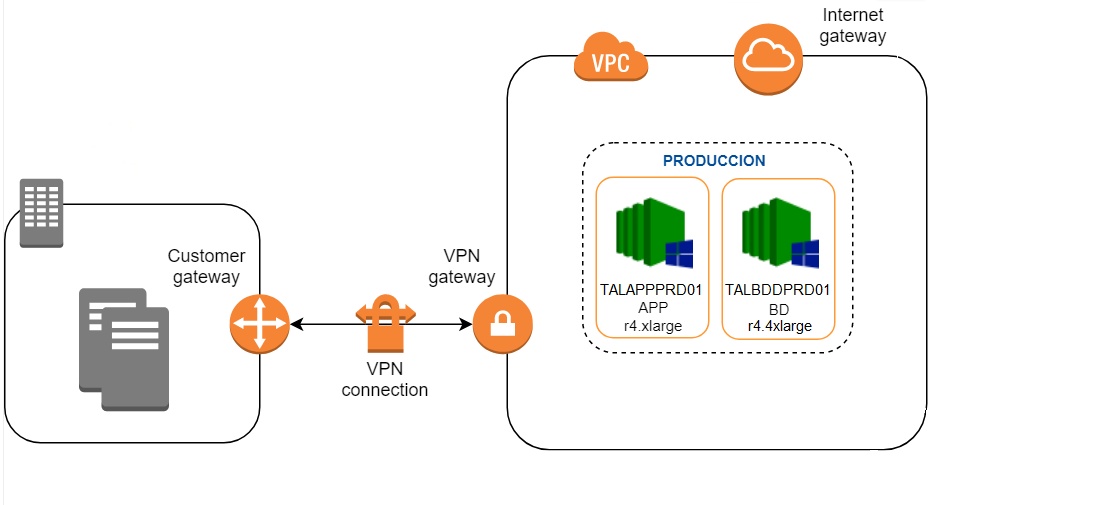 Internet
gateway
VPC
PRODUCCION
TALAPPPRD01
APP
r4.xlarge
TALBDDPRD01
BD
r4.4xlarge
Customer
gateway
VPN
gateway
VPN
connection